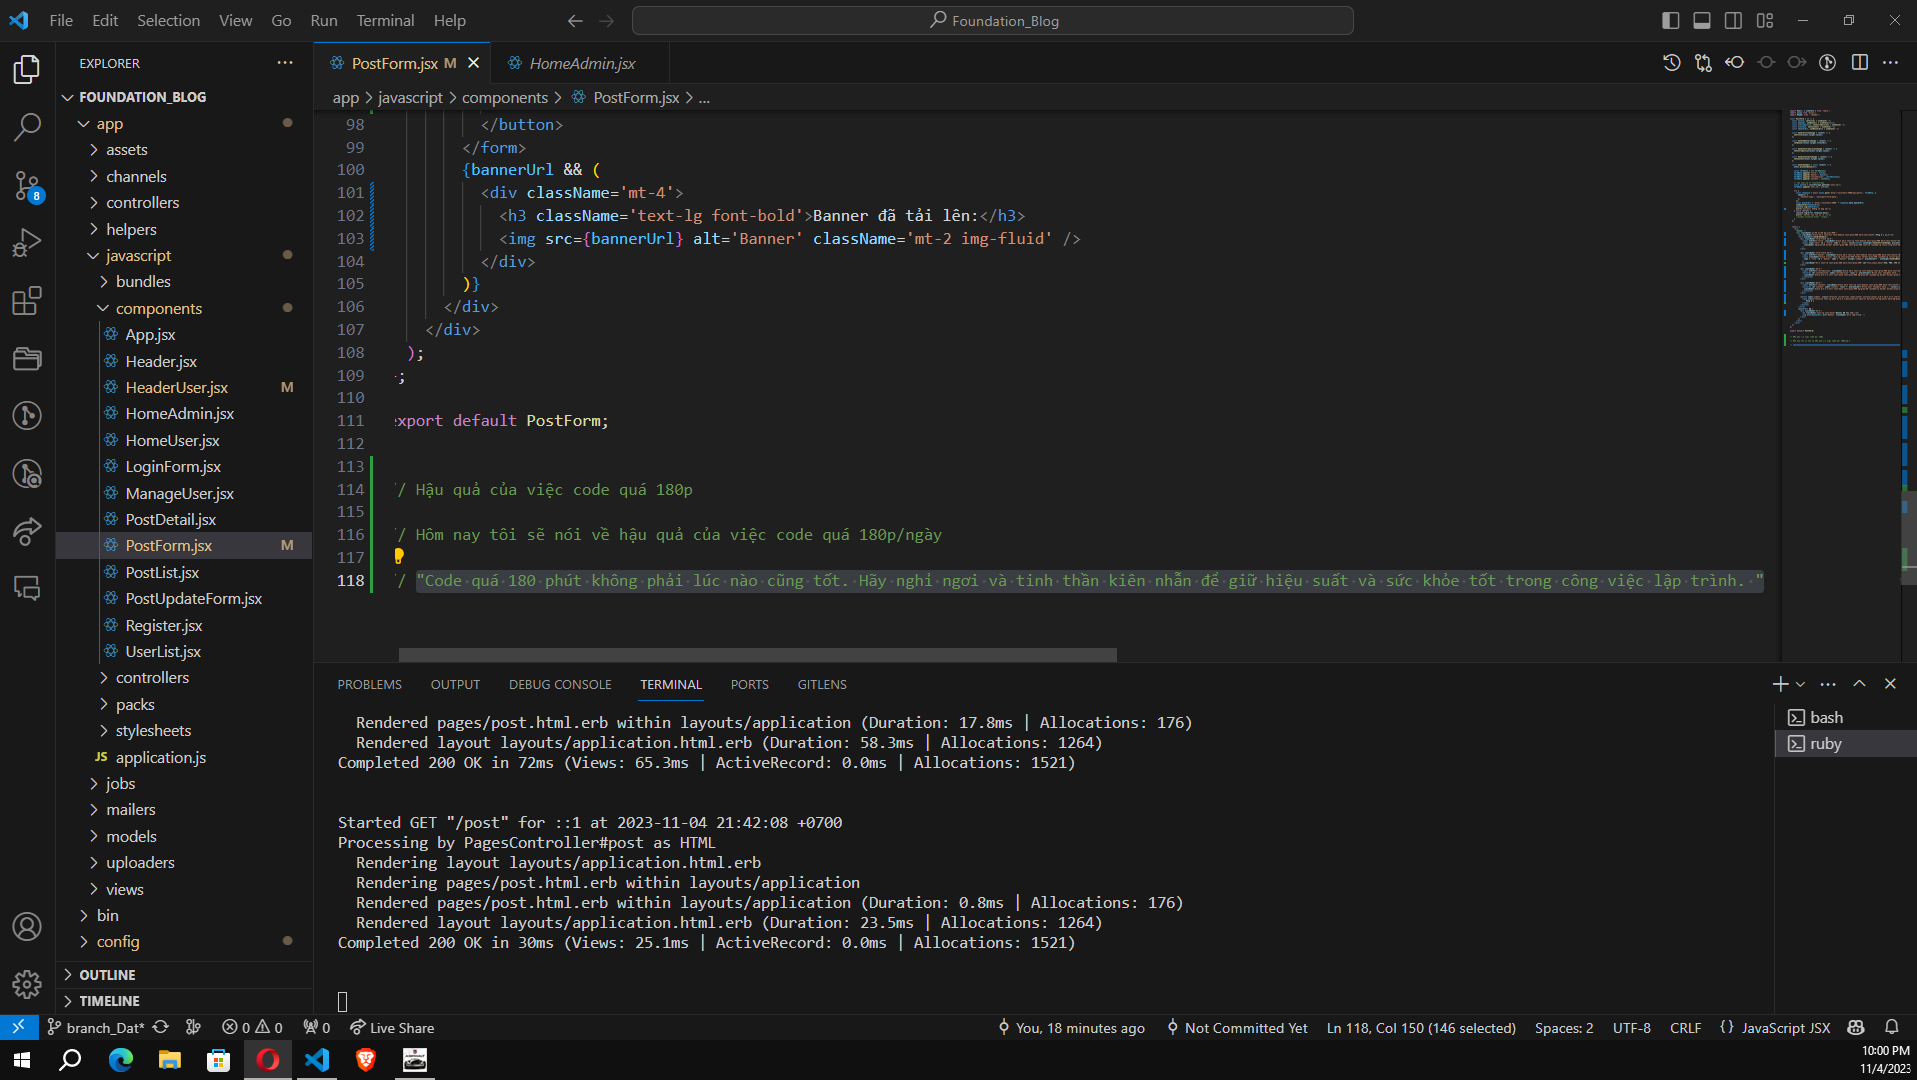 File Edit Selection View Go Run Terminal Help
Foundation_Blog
EXPLORER
PostForm.jsx M
HomeAdmin.jsx
FOUNDATION_BLOG
app
assets
channels
controllers
helpers
javascript
bundles
components
App.jsx
Header.jsx
HeaderUser.jsx M
HomeAdmin.jsx
HomeUser.jsx
LoginForm.jsx
ManageUser.jsx
PostDetail.jsx
PostForm.jsx M
PostList.jsx
PostUpdateForm.jsx
Register.jsx
UserList.jsx
controllers
packs
stylesheets
JS application.js
jobs
mailers
models
uploaders
views
bin
config
OUTLINE
TIMELINE
8
app > javascript > components > PostForm.jsx > ...
98 </button>
99 </form>
100 {bannerUrl && (
101 <div className='mt-4'>
102 <h3 className='text-lg font-bold'>Banner đã tải lên:</h3>
103 <img src={bannerUrl} alt='Banner' className='mt-2 img-fluid' />
104 </div>
105 )}
106 </div>
107 </div>
108 );
109 ;
110
111 export default PostForm;
112
113
114 // Hậu quả của việc code quá 180p
115
116 // Hôm nay tôi sẽ nói về hậu quả của việc code quá 180p/ngày
117
118 // "Code quá 180 phút không phải lúc nào cũng tốt. Hãy nghỉ ngơi và tinh thần kiên nhẫn để giữ hiệu suất và sức khỏe tốt trong công việc lập trình. "
PROBLEMS OUTPUT DEBUG CONSOLE TERMINAL PORTS GITLENS
Rendered pages/post.html.erb within layouts/application (Duration: 17.8ms | Allocations: 176)
Rendered layout layouts/application.html.erb (Duration: 58.3ms | Allocations: 1264)
Completed 200 OK in 72ms (Views: 65.3ms | ActiveRecord: 0.0ms | Allocations: 1521)
Started GET "/post" for ::1 at 2023-11-04 21:42:08 +0700
Processing by PagesController#post as HTML
Rendering layout layouts/application.html.erb
Rendering pages/post.html.erb within layouts/application
Rendered pages/post.html.erb within layouts/application (Duration: 0.8ms | Allocations: 176)
Rendered layout layouts/application.html.erb (Duration: 23.5ms | Allocations: 1264)
Completed 200 OK in 30ms (Views: 25.1ms | ActiveRecord: 0.0ms | Allocations: 1521)
bash
ruby
branch_Dat* 0 0 0 Live Share
You, 18 minutes ago Not Committed Yet Ln 118, Col 150 (146 selected) Spaces: 2 UTF-8 CRLF {} JavaScript JSX
10:00 PM
11/4/2023